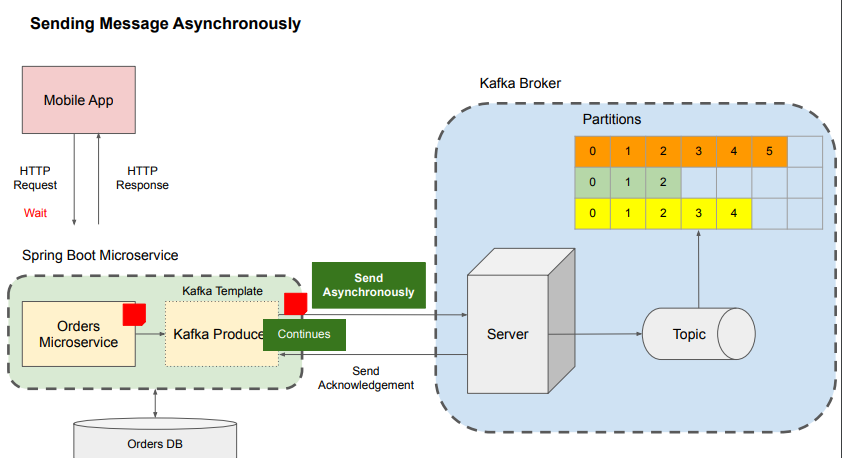 Sending Message Asynchronously
Kafka Broker
Mobile App
Partitions
0 1 2 3 4 5
0 1 2
0 1 2 3 4
HTTP
Request
HTTP
Response
Wait
Spring Boot Microservice
Kafka Template
Send
Asynchronously
Orders
Microservice
Kafka Produce
Continues
Server
Topic
Send
Acknowledgement
Orders DB